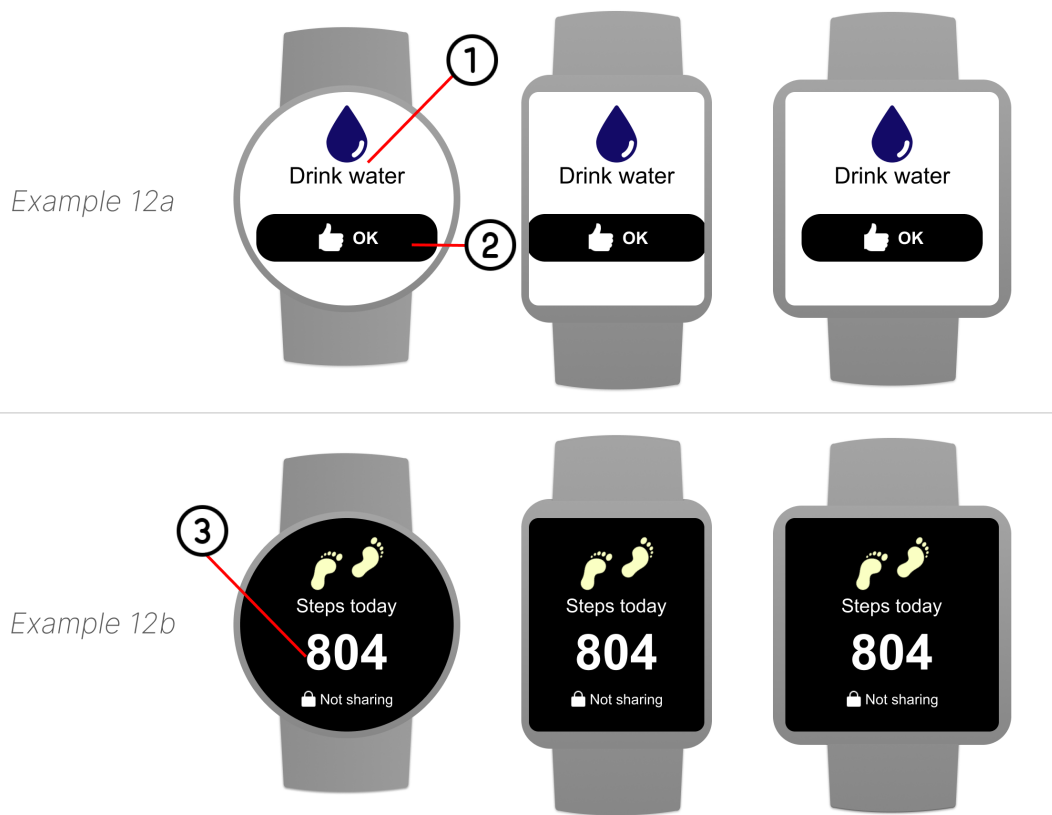 1
Example 12a
Drink water
OK
2
Drink water
OK
Drink water
OK
3
Example 12b
Steps today
804
Not sharing
Steps today
804
Not sharing
Steps today
804
Not sharing